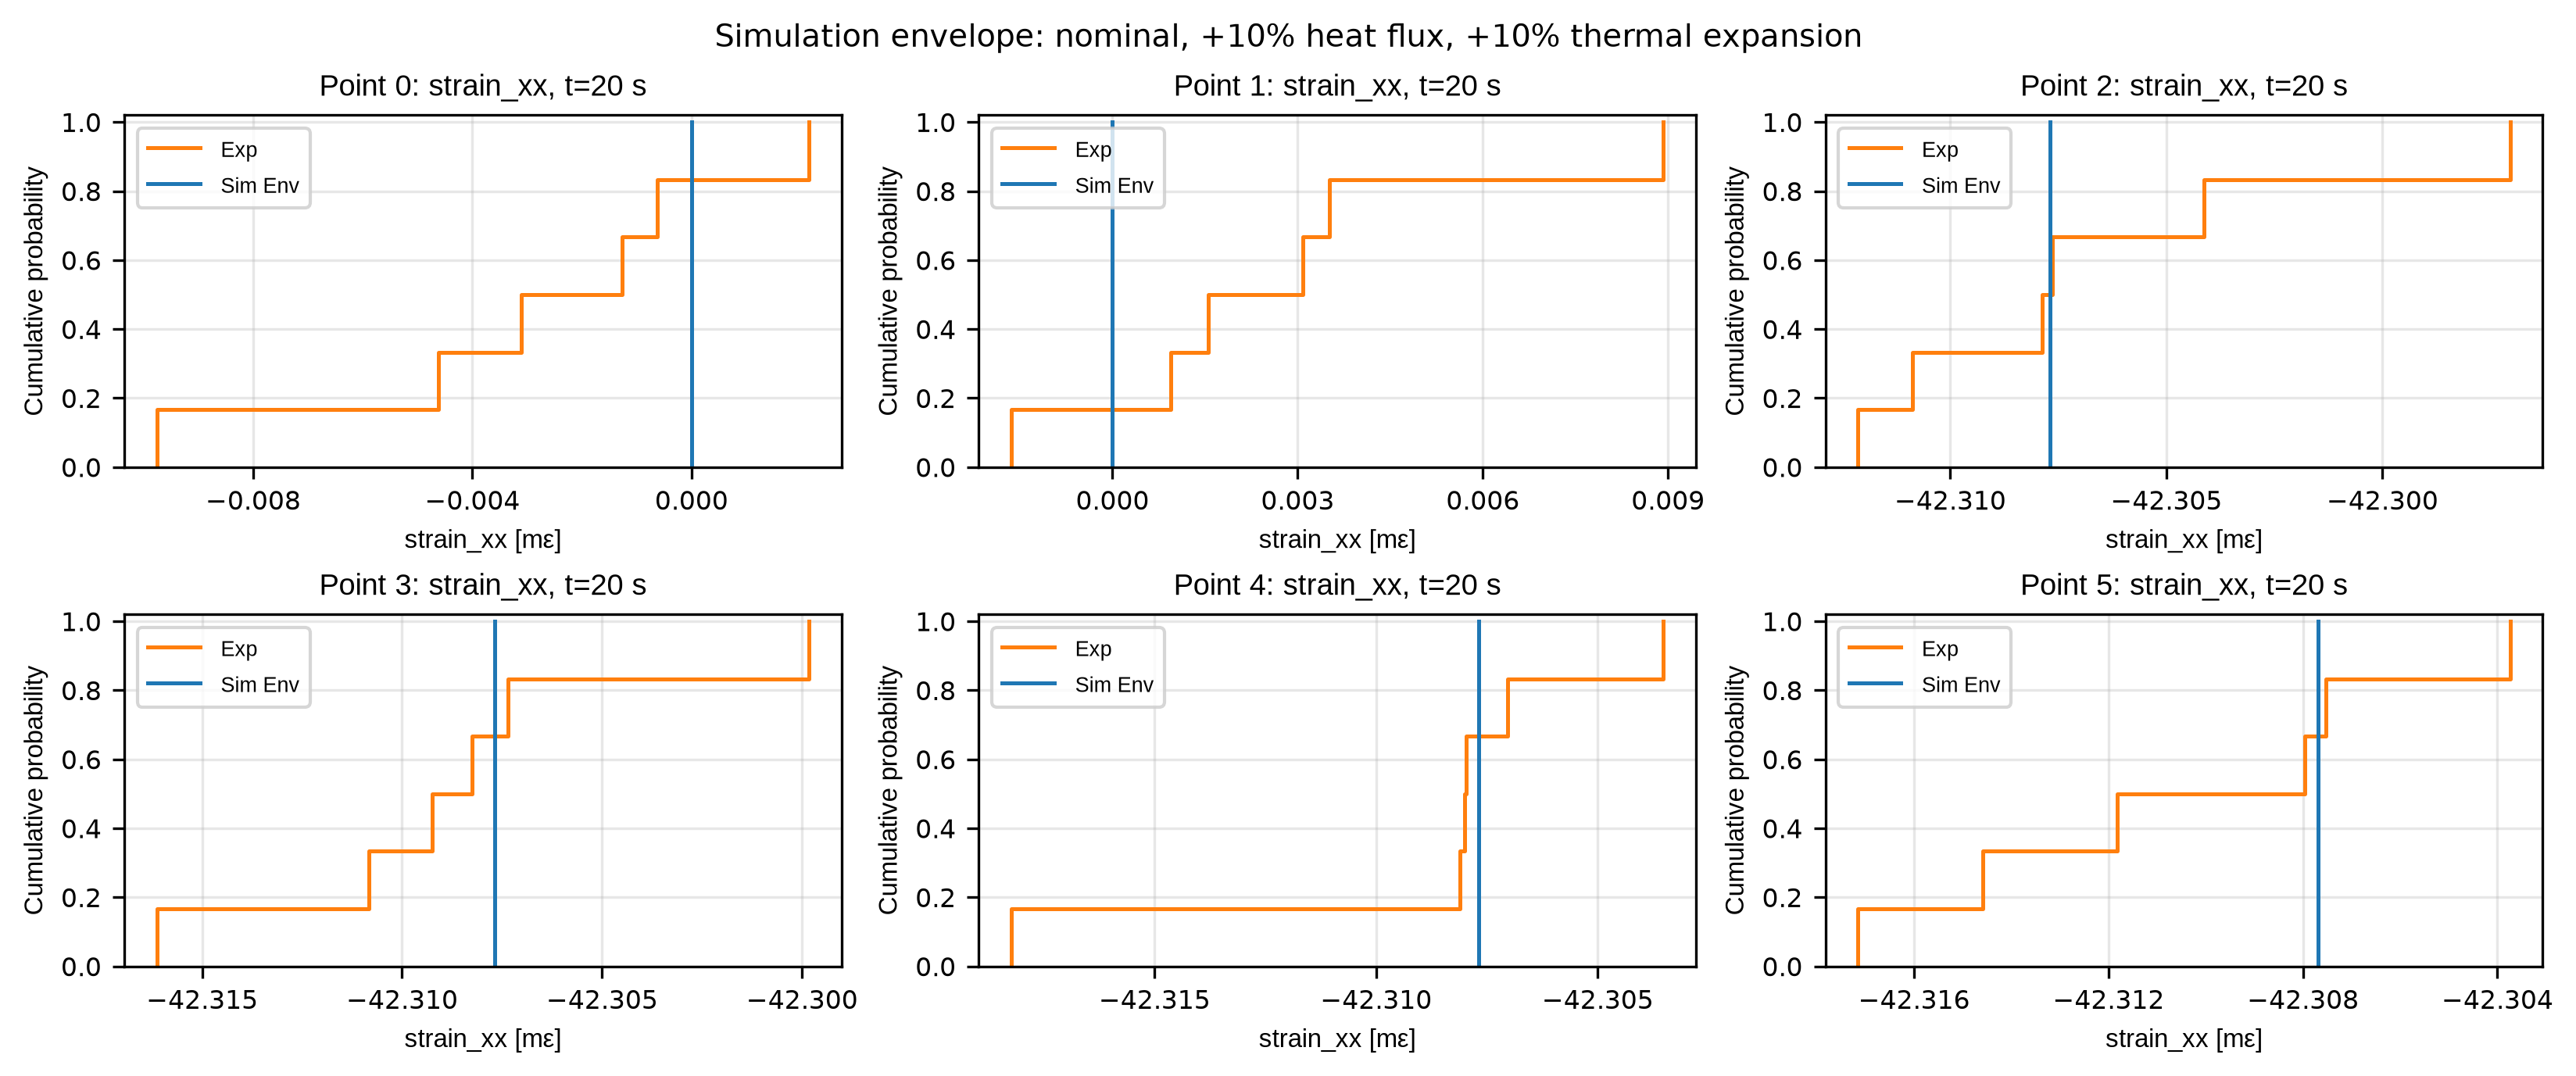 Simulation envelope: nominal, +10% heat flux, +10% thermal expansion
Point 0: strain_xx, t=20 s
Cumulative probability
1.0
0.8
0.6
0.4
0.2
0.0
Exp
Sim Env
−0.008
−0.004
0.000
strain_xx [mε]
Point 1: strain_xx, t=20 s
Cumulative probability
1.0
0.8
0.6
0.4
0.2
0.0
Exp
Sim Env
0.000
0.003
0.006
0.009
strain_xx [mε]
Point 2: strain_xx, t=20 s
Cumulative probability
1.0
0.8
0.6
0.4
0.2
0.0
Exp
Sim Env
−42.310
−42.305
−42.300
strain_xx [mε]
Point 3: strain_xx, t=20 s
Cumulative probability
1.0
0.8
0.6
0.4
0.2
0.0
Exp
Sim Env
−42.315
−42.310
−42.305
−42.300
strain_xx [mε]
Point 4: strain_xx, t=20 s
Cumulative probability
1.0
0.8
0.6
0.4
0.2
0.0
Exp
Sim Env
−42.315
−42.310
−42.305
strain_xx [mε]
Point 5: strain_xx, t=20 s
Cumulative probability
1.0
0.8
0.6
0.4
0.2
0.0
Exp
Sim Env
−42.316
−42.312
−42.308
−42.304
strain_xx [mε]